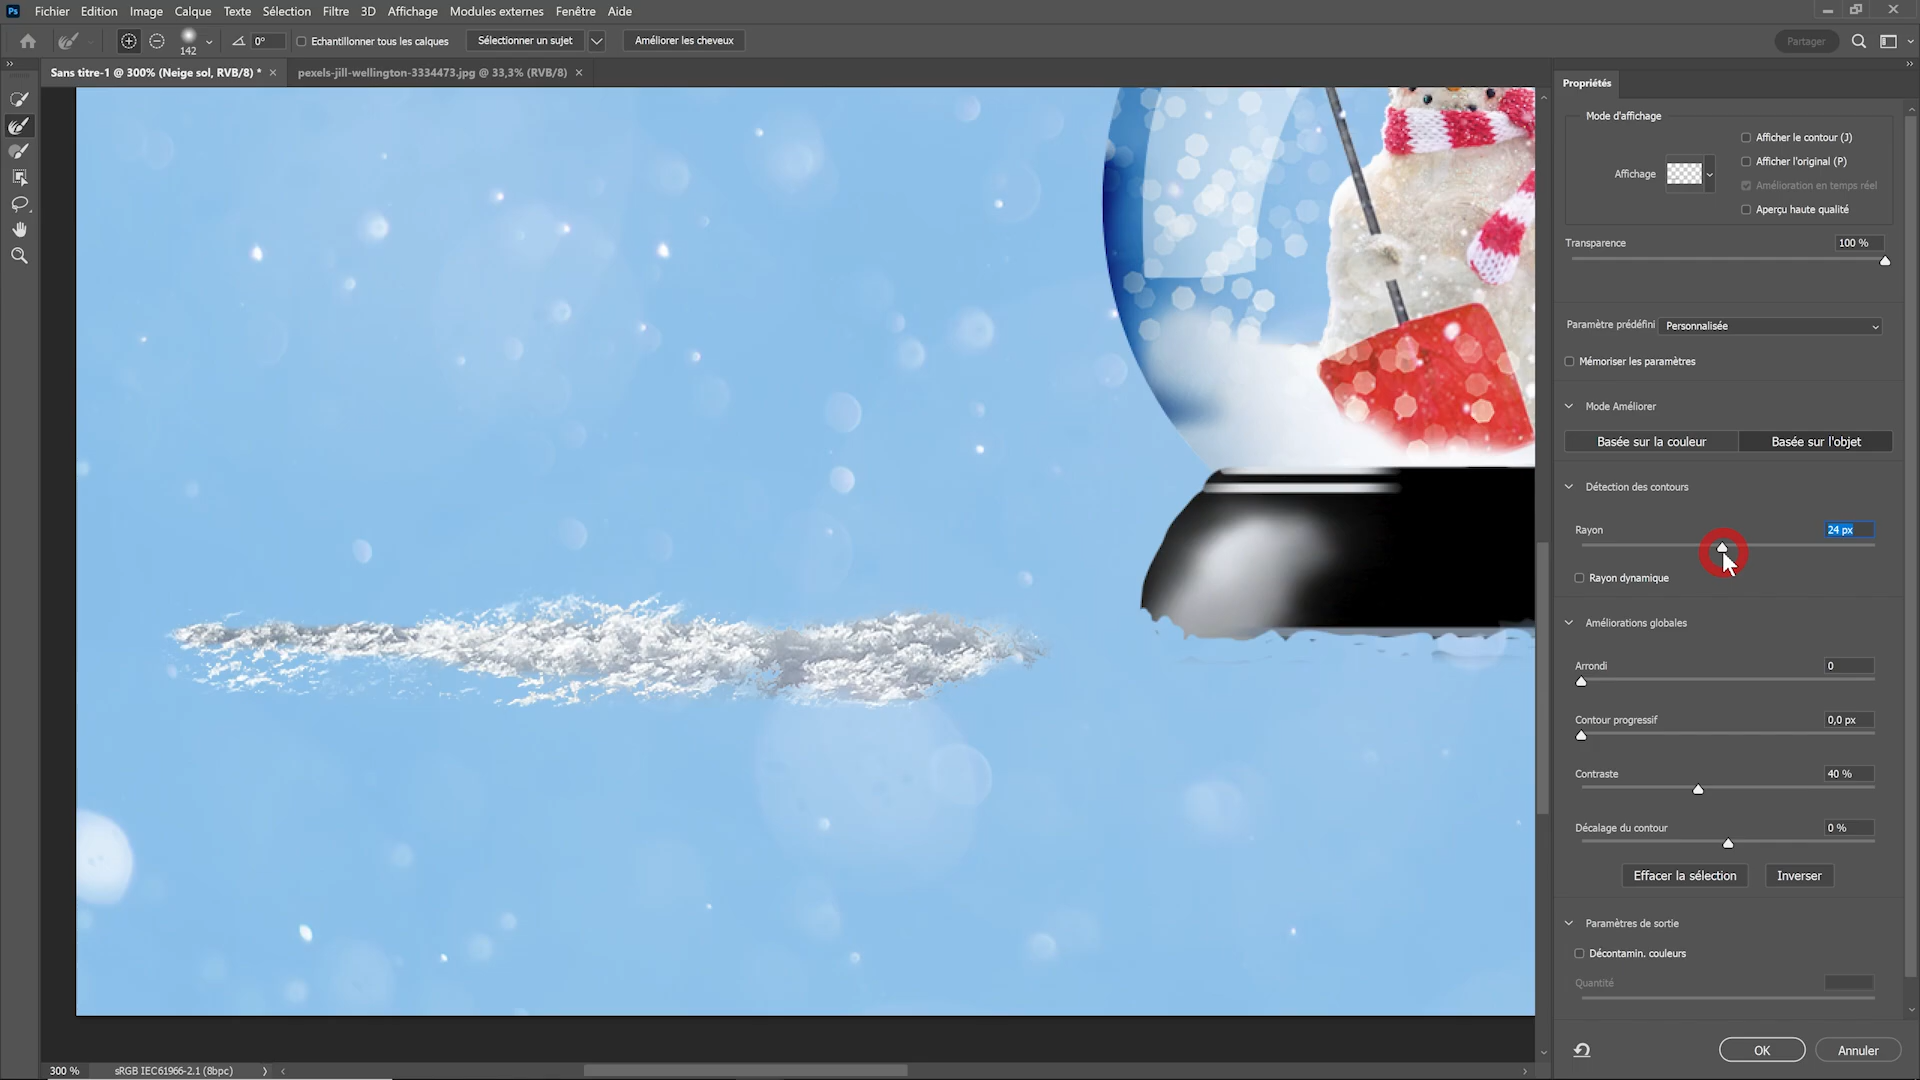 Ps Fichier Edition Image Calque Texte Sélection Filtre 3D Affichage Modules externes Fenêtre Aide
142 0° Echantillonner tous les calques Sélectionner un sujet Améliorer les cheveux Partager
Sans titre-1 @ 300% (Neige sol, RVB/8) * × pexels-jill-wellington-3334473.jpg @ 33,3% (RVB/8) ×
Propriétés
Mode d'affichage
Afficher le contour (J)
Afficher l'original (P)
Affichage
Amélioration en temps réel
Aperçu haute qualité
Transparence 100 %
Paramètre prédéfini Personnalisée
Mémoriser les paramètres
Mode Améliorer
Basée sur la couleur Basée sur l'objet
Détection des contours
Rayon 24 px
Rayon dynamique
Améliorations globales
Arrondi 0
Contour progressif 0,0 px
Contraste 40 %
Décalage du contour 0 %
Effacer la sélection Inverser
Paramètres de sortie
Décontamin. couleurs
Quantité
OK Annuler
300 % sRGB IEC61966-2.1 (8bpc)